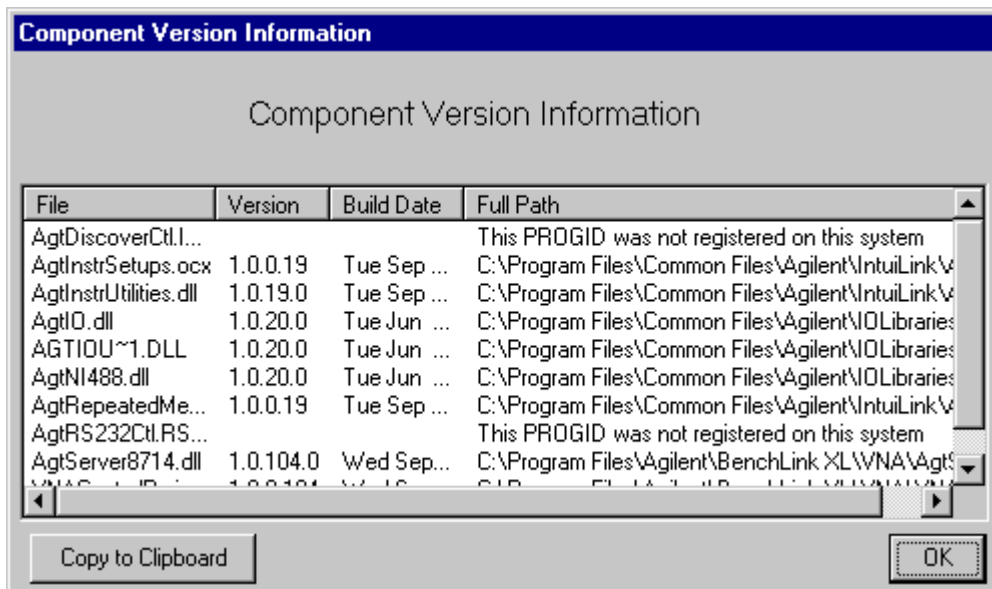 Component Version Information
Component Version Information
File Version Build Date Full Path
AgtDiscoverCtl.I... This PROGID was not registered on this system
AgtInstrSetups.ocx 1.0.0.19 Tue Sep ... C:\Program Files\Common Files\Agilent\IntuiLink\A
AgtInstrUtilities.dll 1.0.19.0 Tue Sep ... C:\Program Files\Common Files\Agilent\IntuiLink\A
AgtIO.dll 1.0.20.0 Tue Jun ... C:\Program Files\Common Files\Agilent\IOLibraries
AGTIOU~1.DLL 1.0.20.0 Tue Jun ... C:\Program Files\Common Files\Agilent\IOLibraries
AgtNI488.dll 1.0.20.0 Tue Jun ... C:\Program Files\Common Files\Agilent\IOLibraries
AgtRepeatedMe... 1.0.0.19 Tue Sep ... C:\Program Files\Common Files\Agilent\IntuiLink\A
AgtRS232Ctl.RS... This PROGID was not registered on this system
AgtServer8714.dll 1.0.104.0 Wed Sep... C:\Program Files\Agilent\BenchLink XL\VNA\AgtS
Copy to Clipboard OK